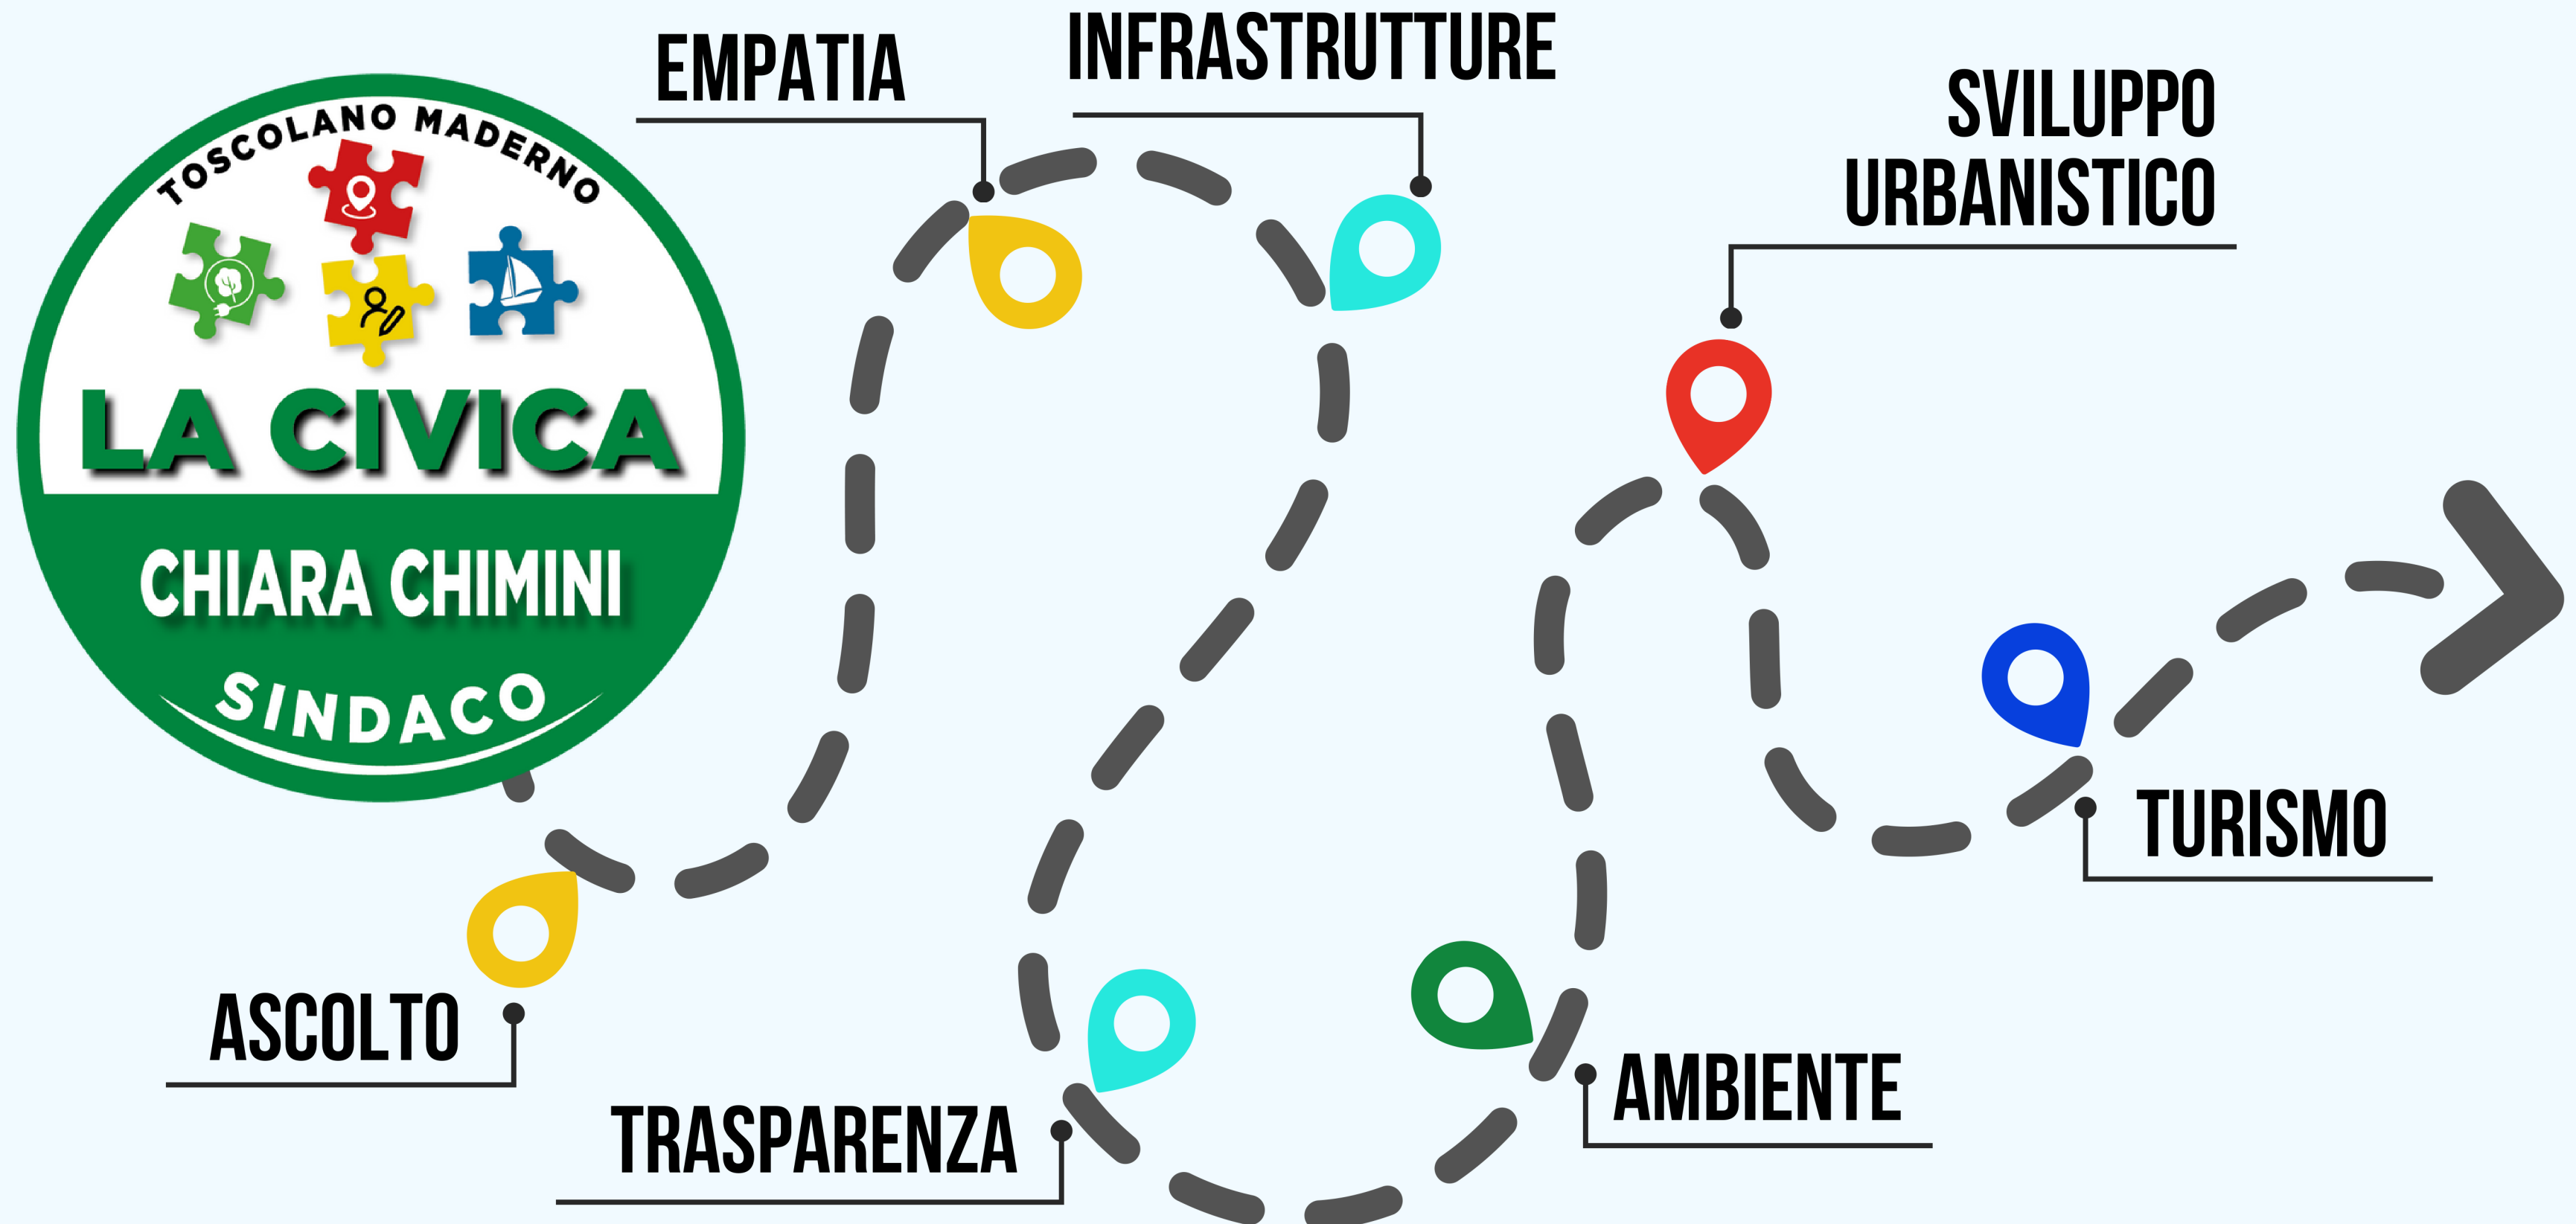 TOSCOLANO MADERNO
LA CIVICA
CHIARA CHIMINI
SINDACO
ASCOLTO
EMPATIA
INFRASTRUTTURE
TRASPARENZA
AMBIENTE
SVILUPPO
URBANISTICO
TURISMO